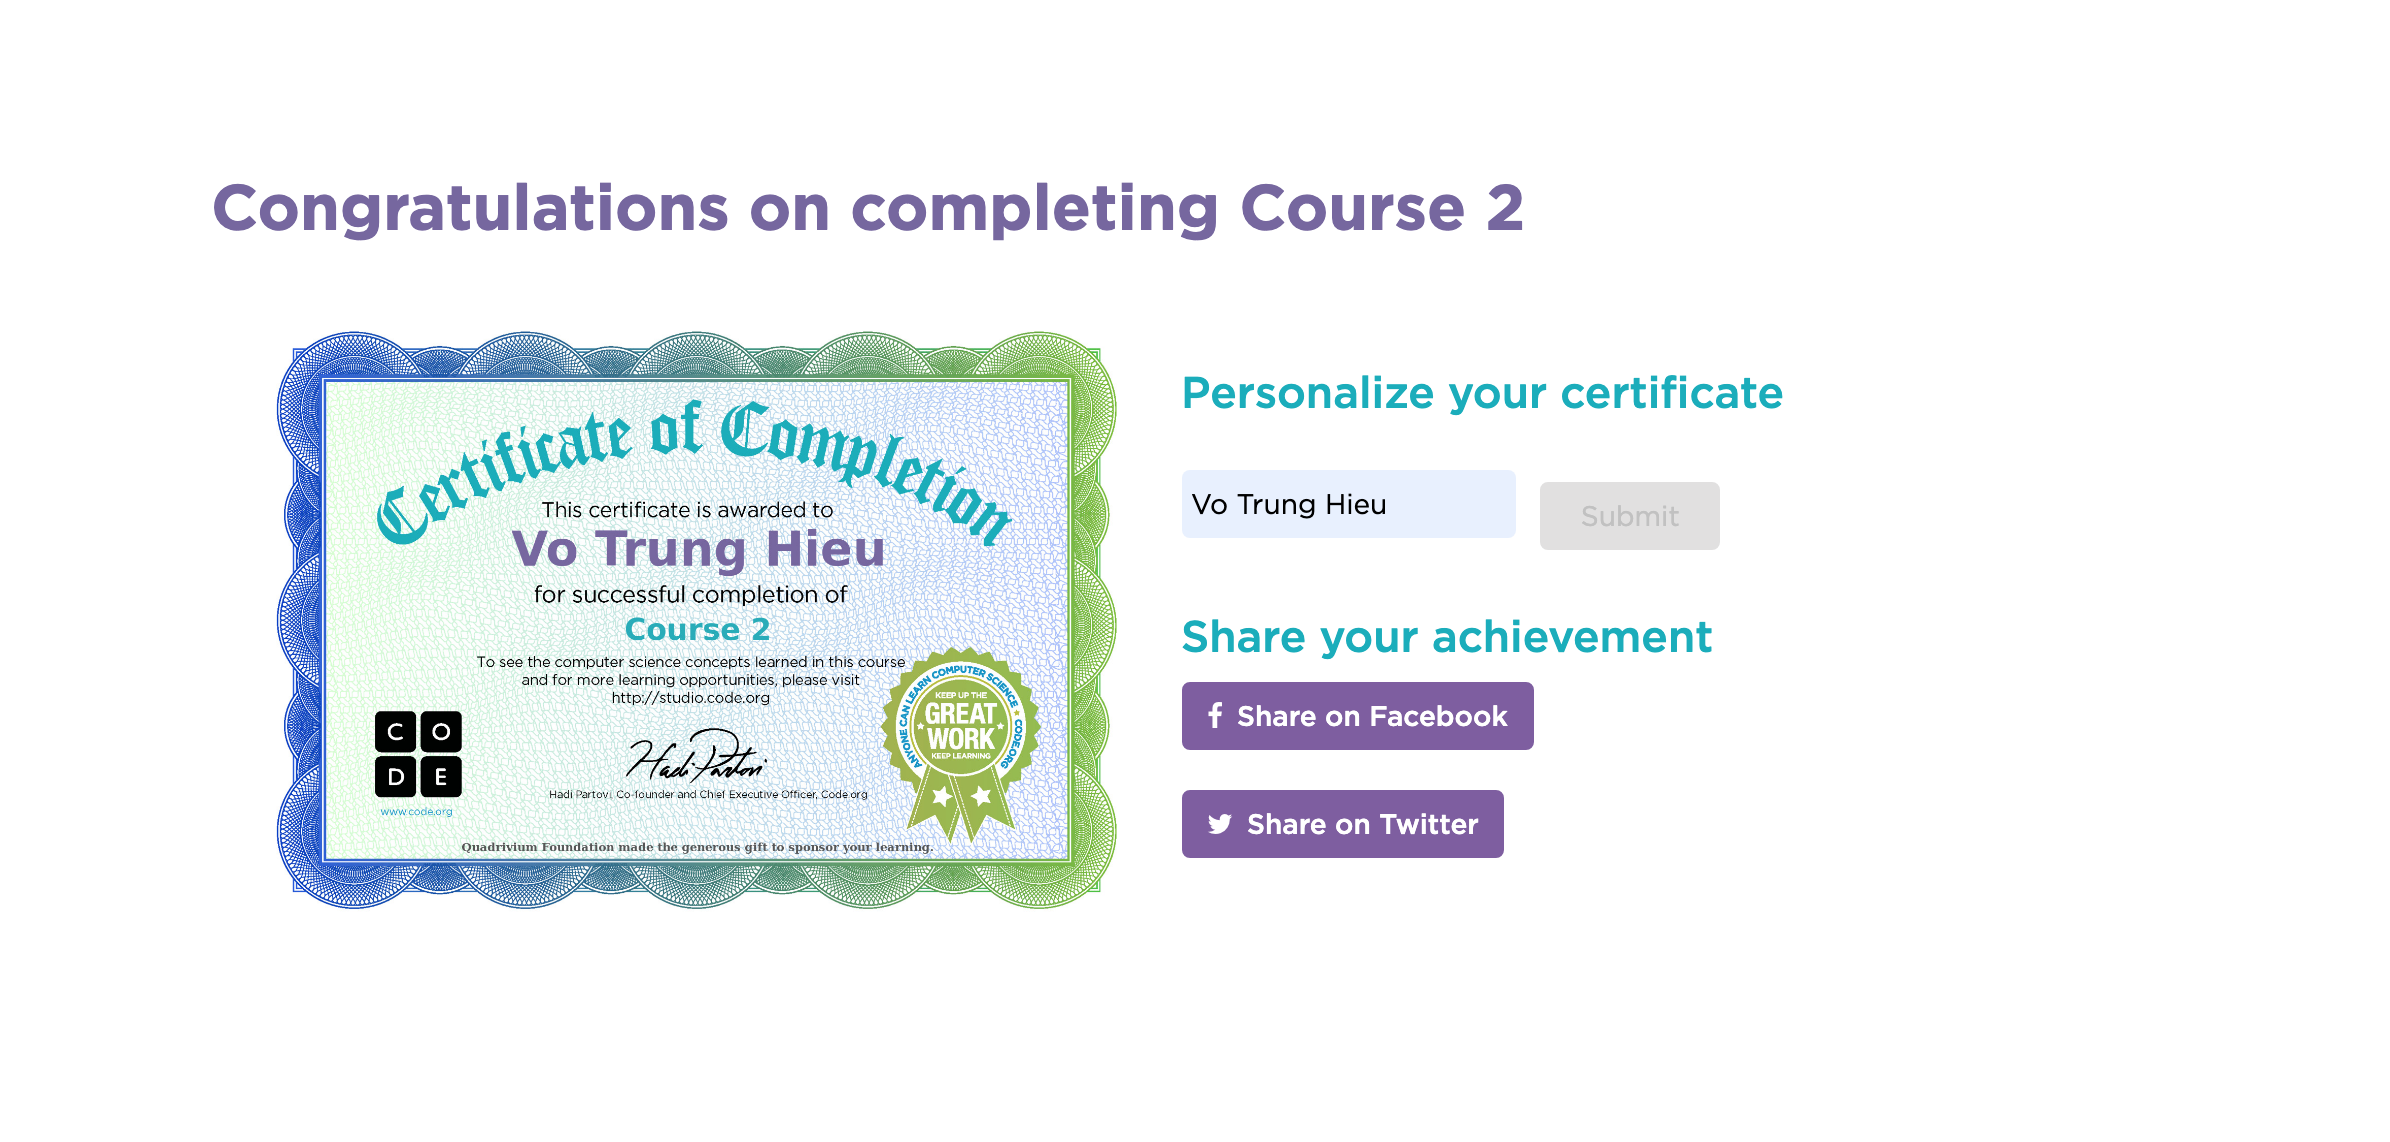 Congratulations on completing Course 2
Certificate of Completion
This certificate is awarded to
Vo Trung Hieu
for successful completion of
Course 2
To see the computer science concepts learned in this course
and for more learning opportunities, please visit
http://studio.code.org
C O
D E
www.code.org
Hadi Partovi
Hadi Partovi, Co-founder and Chief Executive Officer, Code.org
ANYONE CAN LEARN COMPUTER SCIENCE ★ CODE.ORG
KEEP UP THE
GREAT
WORK
KEEP LEARNING
Quadrivium Foundation made the generous gift to sponsor your learning.
Personalize your certificate
Vo Trung Hieu
Submit
Share your achievement
Share on Facebook
Share on Twitter